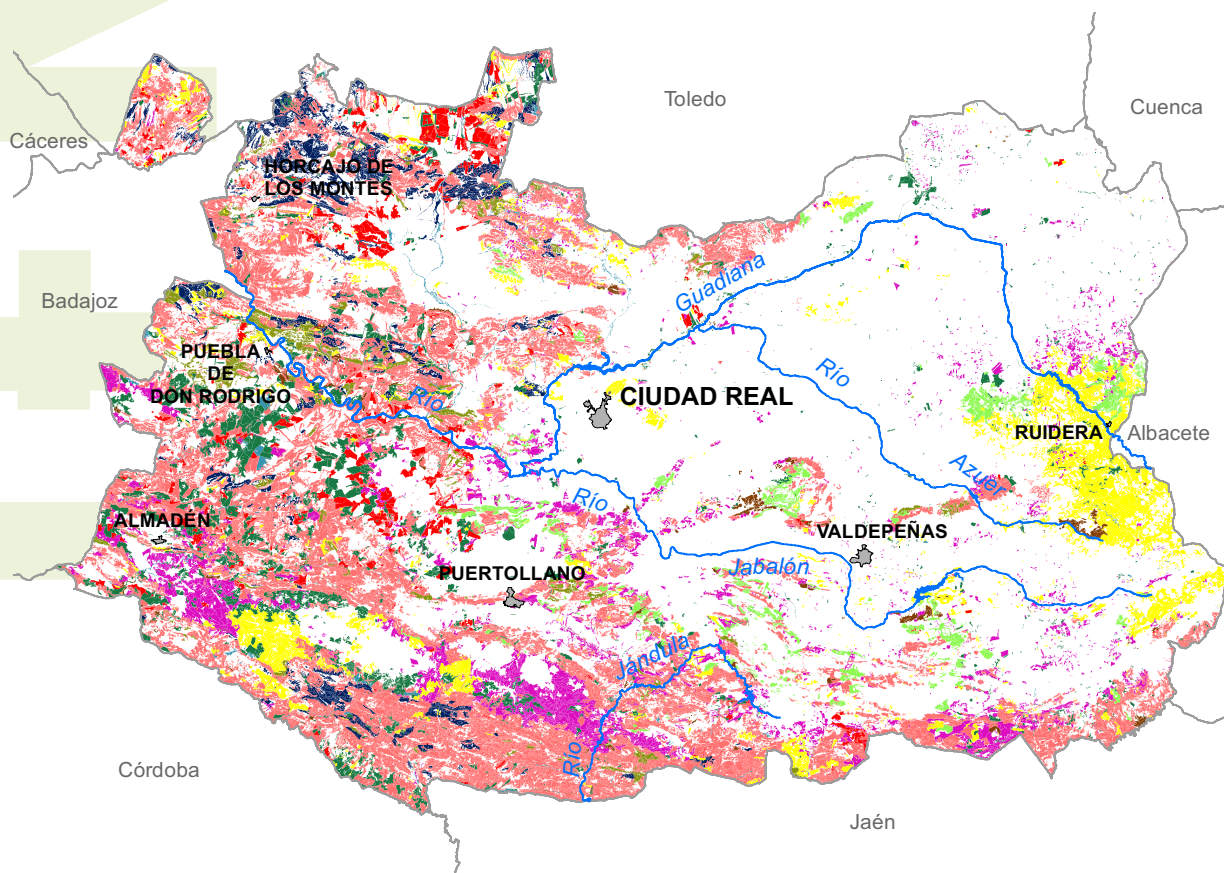 Toledo
Cuenca
Cáceres
HORCAJO DE
LOS MONTES
Guadiana
Badajoz
PUEBLA
DE
DON RODRIGO
Río
Río
CIUDAD REAL
RUIDERA
Albacete
Azuer
Río
ALMADÉN
VALDEPEÑAS
PUERTOLLANO
Jabalón
Jandula
Río
Córdoba
Jaén